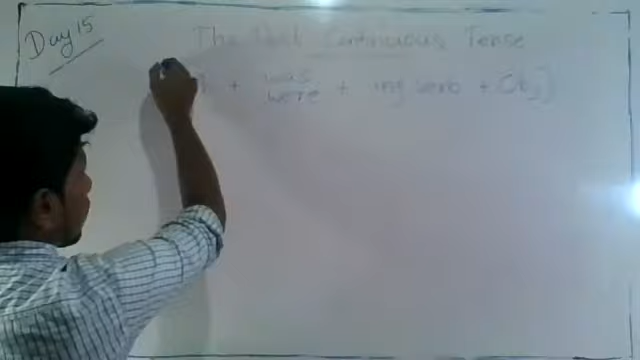 Day 15
The Past Continuous Tense
+ was
were + ing verb + Obj]